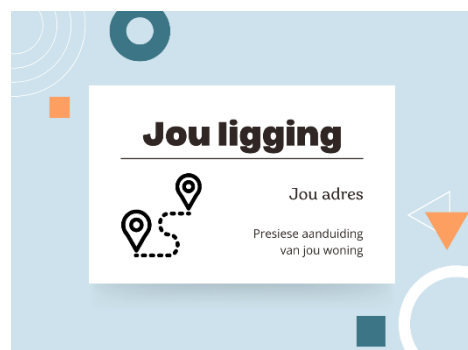 Jou ligging
Jou adres
Presiese aanduiding
van jou woning